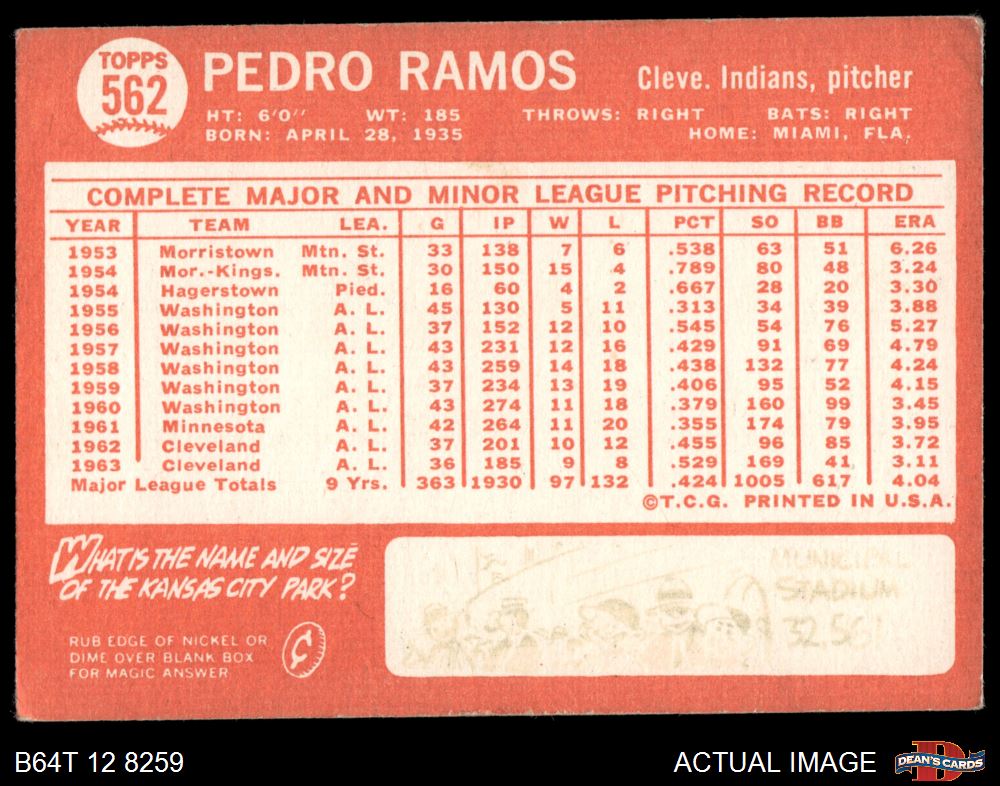 TOPPS
562
PEDRO RAMOS
Cleve. Indians, pitcher
HT: 6'0" WT: 185 THROWS: RIGHT BATS: RIGHT
BORN: APRIL 28, 1935 HOME: MIAMI, FLA.
COMPLETE MAJOR AND MINOR LEAGUE PITCHING RECORD
YEAR TEAM LEA. G IP W L PCT SO BB ERA
1953 Morristown Mtn. St. 33 138 7 6 .538 63 51 6.26
1954 Mor.-Kings. Mtn. St. 30 150 15 4 .789 80 48 3.24
1954 Hagerstown Pied. 16 60 4 2 .667 28 20 3.30
1955 Washington A. L. 45 130 5 11 .313 34 39 3.88
1956 Washington A. L. 37 152 12 10 .545 54 76 5.27
1957 Washington A. L. 43 231 12 16 .429 91 69 4.79
1958 Washington A. L. 43 259 14 18 .438 132 77 4.24
1959 Washington A. L. 37 234 13 19 .406 95 52 4.15
1960 Washington A. L. 43 274 11 18 .379 160 99 3.45
1961 Minnesota A. L. 42 264 11 20 .355 174 79 3.95
1962 Cleveland A. L. 37 201 10 12 .455 96 85 3.72
1963 Cleveland A. L. 36 185 9 8 .529 169 41 3.11
Major League Totals 9 Yrs. 363 1930 97 132 .424 1005 617 4.04
©T.C.G. PRINTED IN U.S.A.
WHAT IS THE NAME AND SIZE
OF THE KANSAS CITY PARK?
RUB EDGE OF NICKEL OR
DIME OVER BLANK BOX
FOR MAGIC ANSWER
MUNICIPAL
STADIUM
B64T 12 8259
ACTUAL IMAGE
DEAN'S CARDS